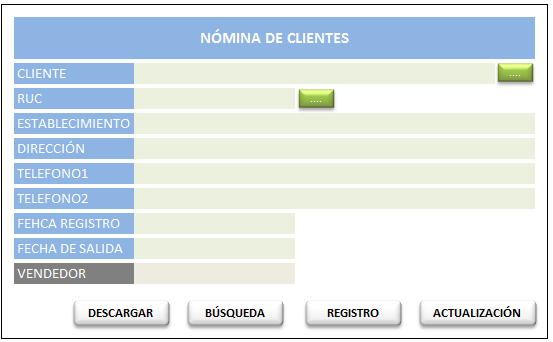 NÓMINA DE CLIENTES
CLIENTE ....
RUC ....
ESTABLECIMIENTO
DIRECCIÓN
TELEFONO1
TELEFONO2
FEHCA REGISTRO
FECHA DE SALIDA
VENDEDOR
DESCARGAR BÚSQUEDA REGISTRO ACTUALIZACIÓN